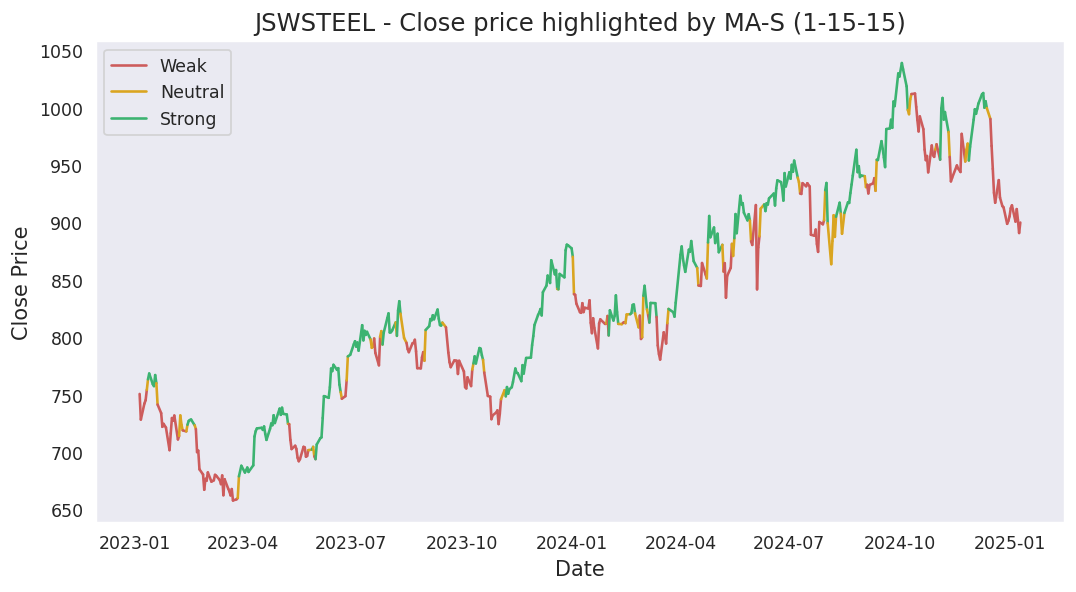 JSWSTEEL - Close price highlighted by MA-S (1-15-15)
Weak
Neutral
Strong
Close Price
1050
1000
950
900
850
800
750
700
650
2023-01 2023-04 2023-07 2023-10 2024-01 2024-04 2024-07 2024-10 2025-01
Date